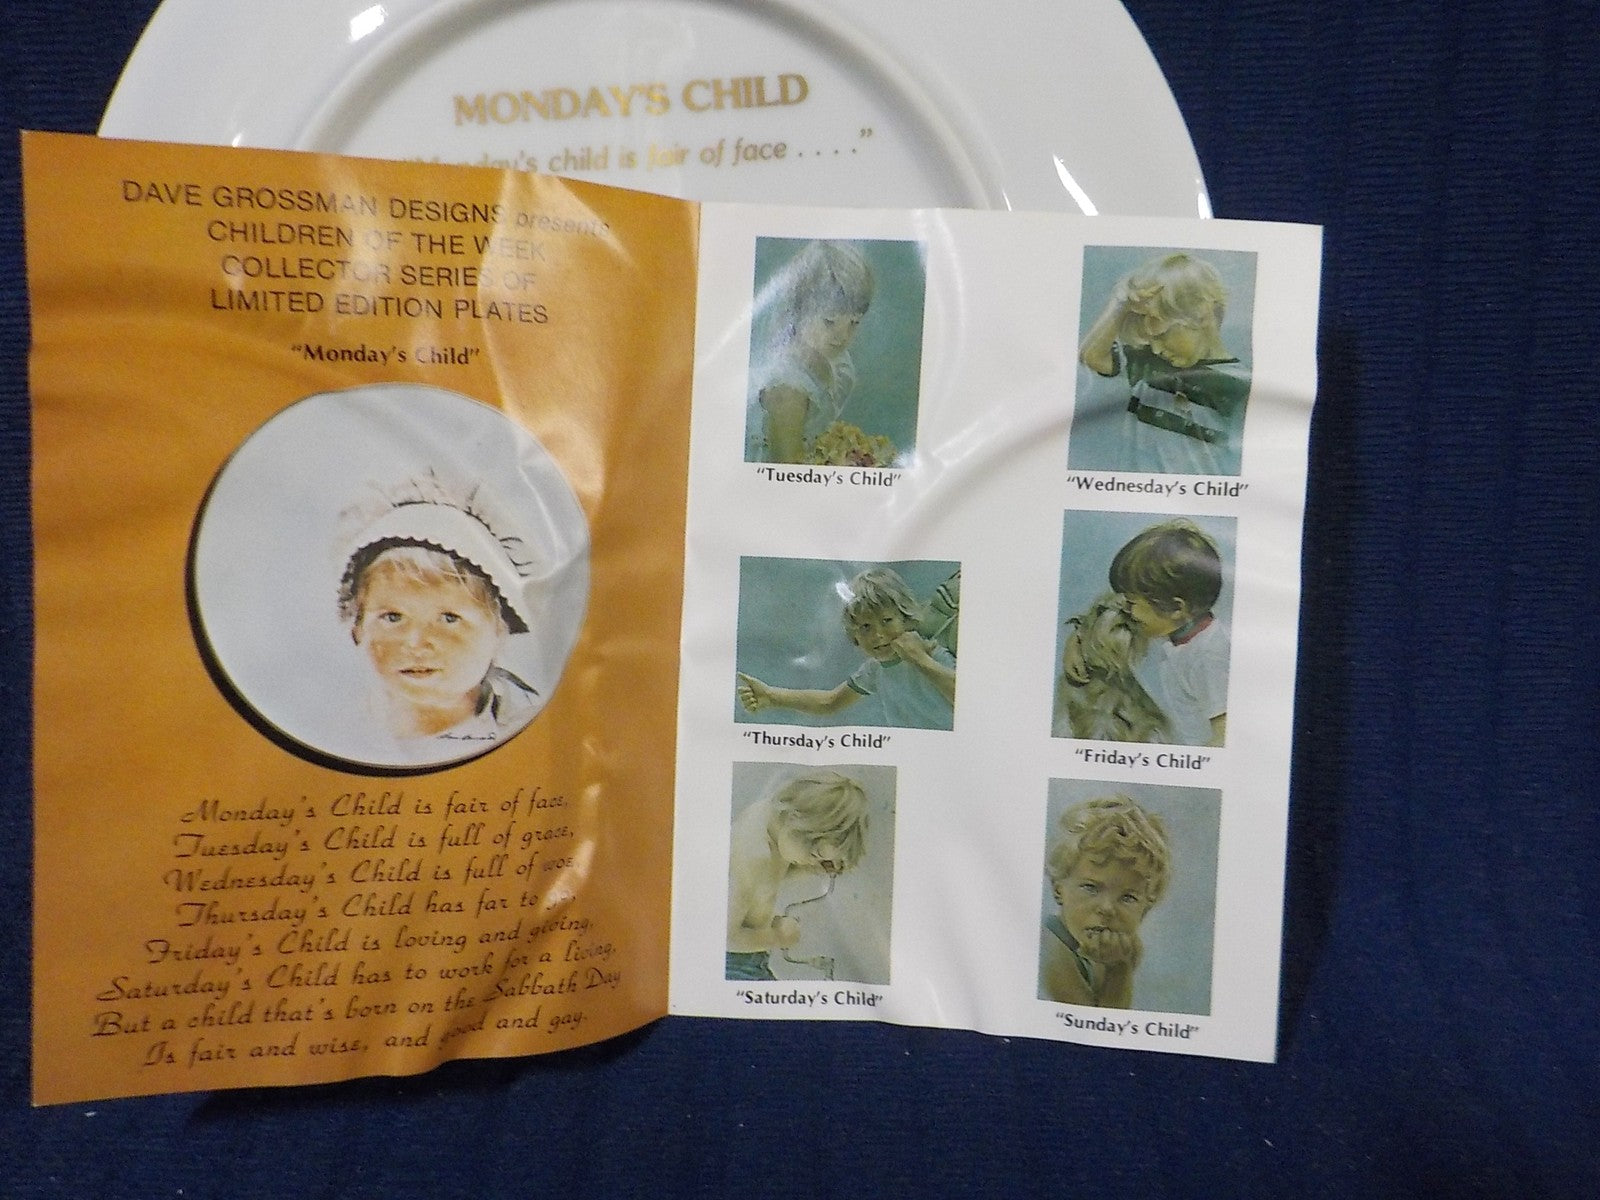 MONDAY'S CHILD
"Monday's child is fair of face . . . ."
DAVE GROSSMAN DESIGNS presents
CHILDREN OF THE WEEK
COLLECTOR SERIES OF
LIMITED EDITION PLATES
"Monday's Child"
Monday's Child is fair of face,
Tuesday's Child is full of grace,
Wednesday's Child is full of woe
Thursday's Child has far to go,
Friday's Child is loving and giving,
Saturday's Child has to work for a living,
But a child that's born on the Sabbath Day
Is fair and wise, and good and gay.
"Tuesday's Child"
"Wednesday's Child"
"Thursday's Child"
"Friday's Child"
"Saturday's Child"
"Sunday's Child"